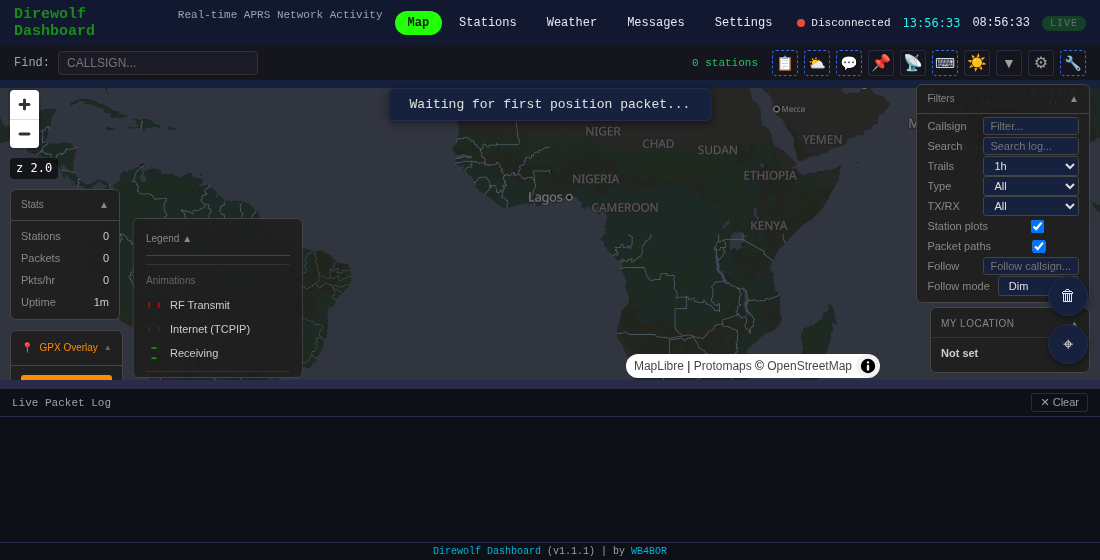 Direwolf Dashboard
Real-time APRS Network Activity
Map Stations Weather Messages Settings Disconnected 13:56:33 08:56:33 LIVE
Find: CALLSIGN... 0 stations
Waiting for first position packet...
z 2.0
Stats ▲
Stations 0
Packets 0
Pkts/hr 0
Uptime 1m
GPX Overlay ▲
Legend ▲
Animations
RF Transmit
Internet (TCPIP)
Receiving
NIGER
CHAD
SUDAN
Mecca
YEMEN
NIGERIA
ETHIOPIA
Lagos
CAMEROON
KENYA
Filters ▲
Callsign Filter...
Search Search log...
Trails 1h
Type All
TX/RX All
Station plots
Packet paths
Follow Follow callsign...
Follow mode Dim
MY LOCATION
Not set
MapLibre | Protomaps © OpenStreetMap
Live Packet Log ✕ Clear
Direwolf Dashboard (v1.1.1) | by WB4BOR